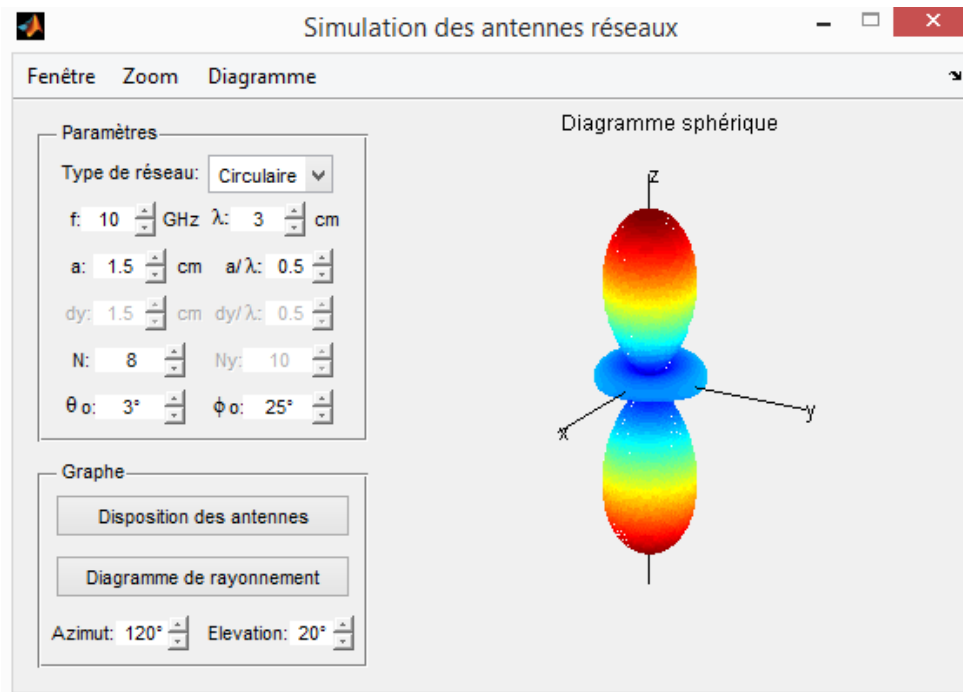 Simulation des antennes réseaux
Fenêtre Zoom Diagramme
Paramètres
Type de réseau: Circulaire
f: 10 GHz λ: 3 cm
a: 1.5 cm a/λ: 0.5
dy: 1.5 cm dy/λ: 0.5
N: 8 Ny: 10
θo: 3° ϕo: 25°
Graphe
Disposition des antennes
Diagramme de rayonnement
Azimut: 120° Elevation: 20°
Diagramme sphérique
z
x
y